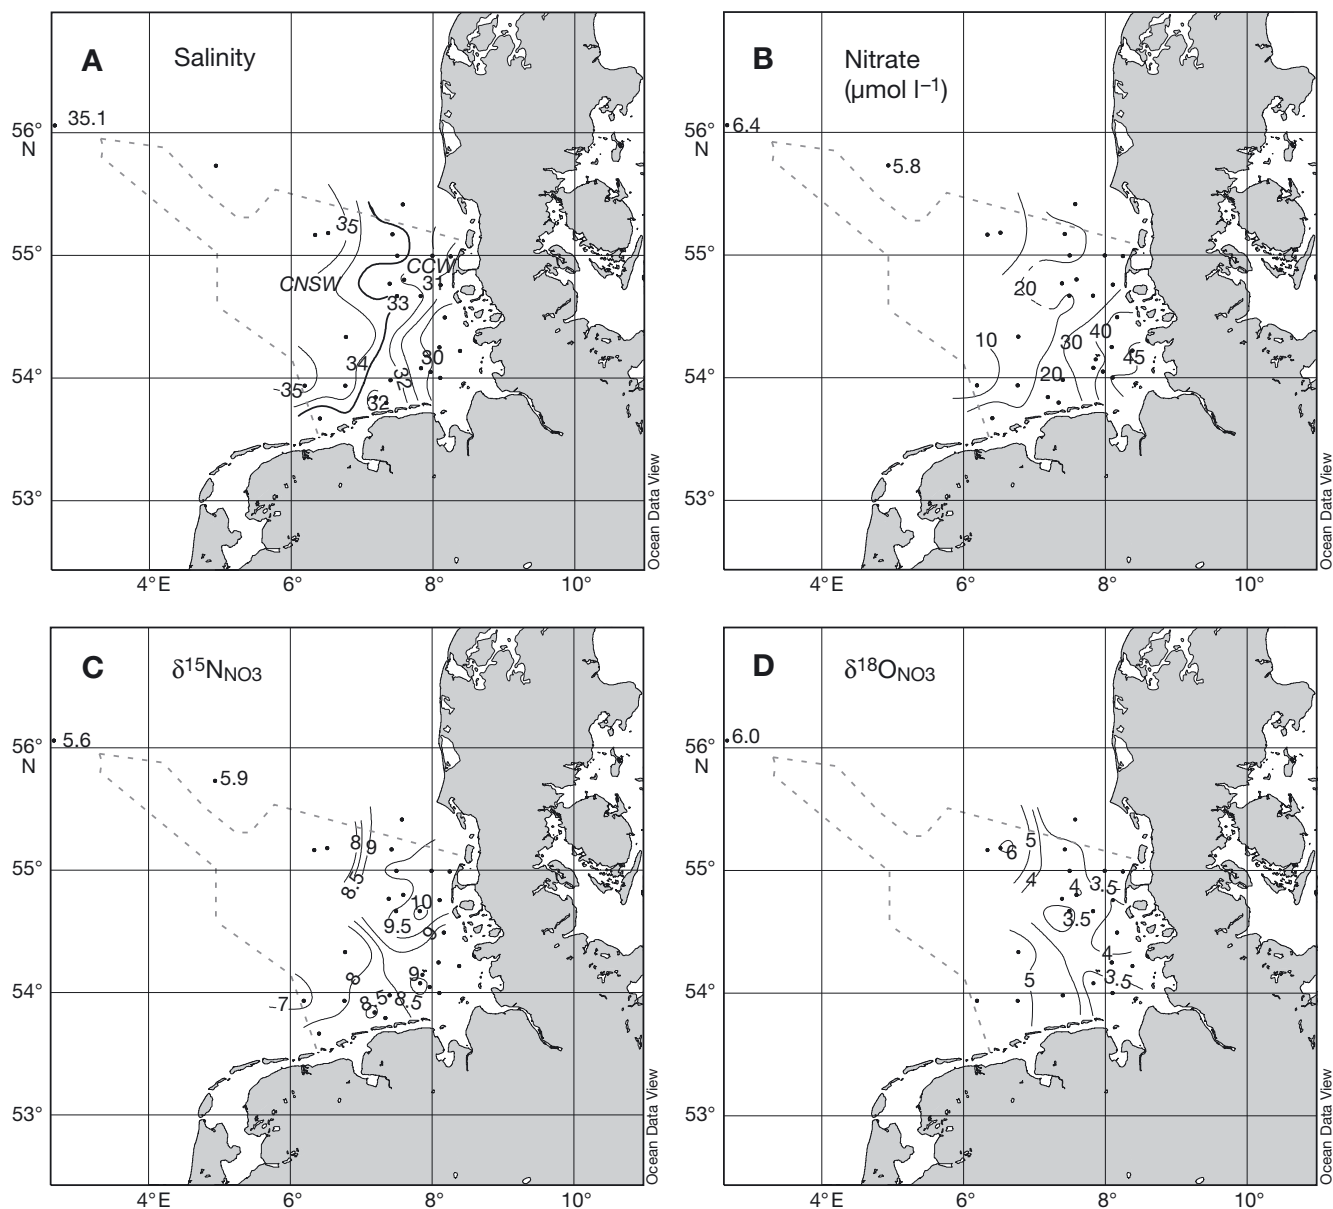 A
Salinity
35.1
56°
N
35
55°
CCW
CNSW
31
33
34
30
54°
35
32
32
53°
4°E
6°
8°
10°
Ocean Data View
B
Nitrate
(µmol l⁻¹)
56°
N
6.4
5.8
55°
20
40
10
30
45
54°
20
53°
4°E
6°
8°
10°
Ocean Data View
C
δ¹⁵N_NO3
56°
N
5.6
5.9
8
9
55°
8.5
10
9.5
9
8
9
54°
7
8.5
8.5
53°
4°E
6°
8°
10°
Ocean Data View
D
δ¹⁸O_NO3
56°
N
6.0
5
6
55°
4
4
3.5
3.5
4
5
3.5
54°
53°
4°E
6°
8°
10°
Ocean Data View